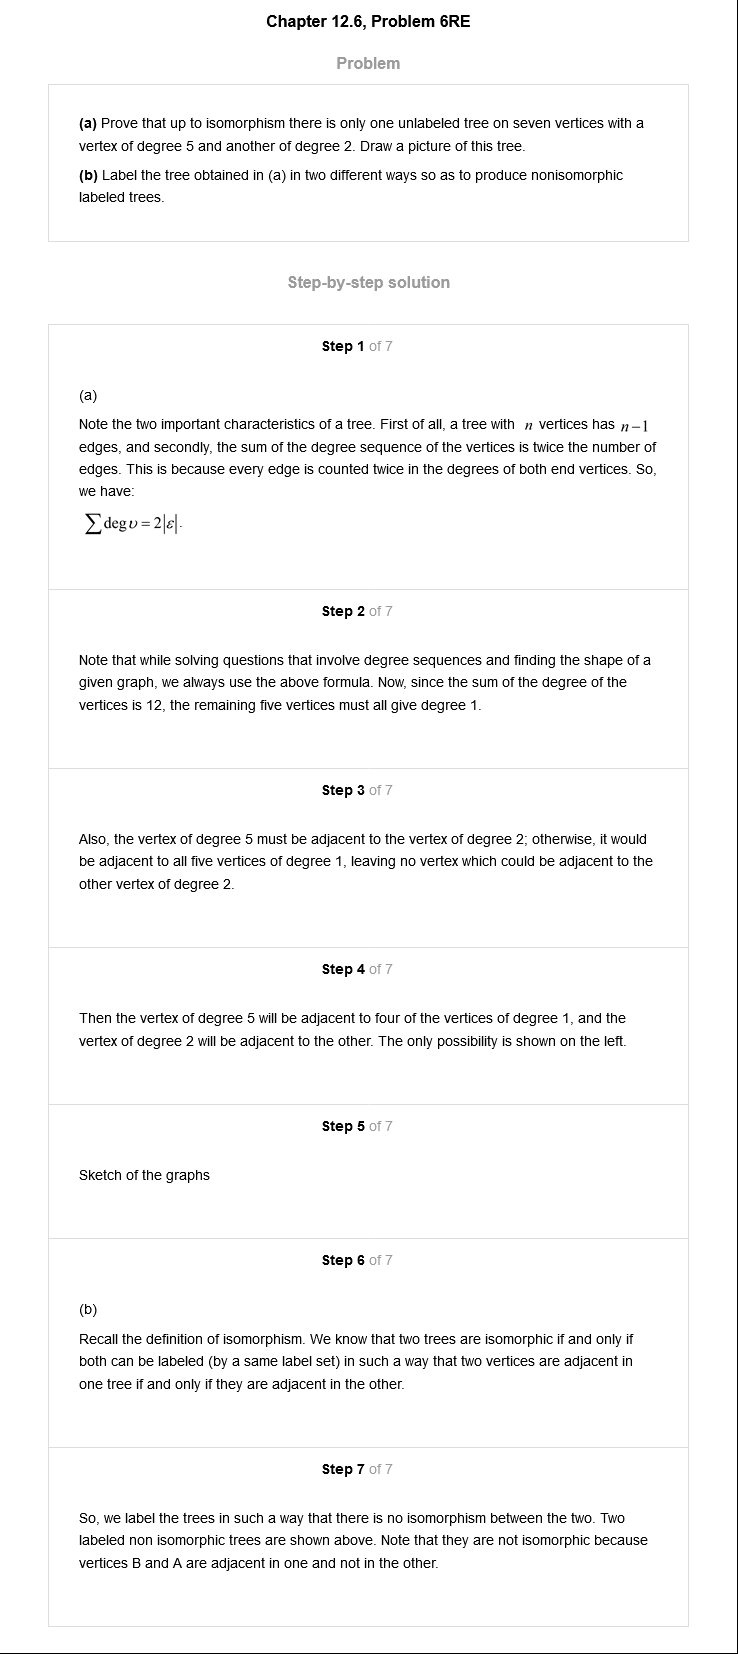 Chapter 12.6, Problem 6RE
Problem
(a) Prove that up to isomorphism there is only one unlabeled tree on seven vertices with a
vertex of degree 5 and another of degree 2. Draw a picture of this tree.
(b) Label the tree obtained in (a) in two different ways so as to produce nonisomorphic
labeled trees.
Step-by-step solution
Step 1 of 7
(a)
Note the two important characteristics of a tree. First of all, a tree with n vertices has n−1
edges, and secondly, the sum of the degree sequence of the vertices is twice the number of
edges. This is because every edge is counted twice in the degrees of both end vertices. So,
we have:
∑deg υ = 2|ε|.
Step 2 of 7
Note that while solving questions that involve degree sequences and finding the shape of a
given graph, we always use the above formula. Now, since the sum of the degree of the
vertices is 12, the remaining five vertices must all give degree 1.
Step 3 of 7
Also, the vertex of degree 5 must be adjacent to the vertex of degree 2; otherwise, it would
be adjacent to all five vertices of degree 1, leaving no vertex which could be adjacent to the
other vertex of degree 2.
Step 4 of 7
Then the vertex of degree 5 will be adjacent to four of the vertices of degree 1, and the
vertex of degree 2 will be adjacent to the other. The only possibility is shown on the left.
Step 5 of 7
Sketch of the graphs
Step 6 of 7
(b)
Recall the definition of isomorphism. We know that two trees are isomorphic if and only if
both can be labeled (by a same label set) in such a way that two vertices are adjacent in
one tree if and only if they are adjacent in the other.
Step 7 of 7
So, we label the trees in such a way that there is no isomorphism between the two. Two
labeled non isomorphic trees are shown above. Note that they are not isomorphic because
vertices B and A are adjacent in one and not in the other.